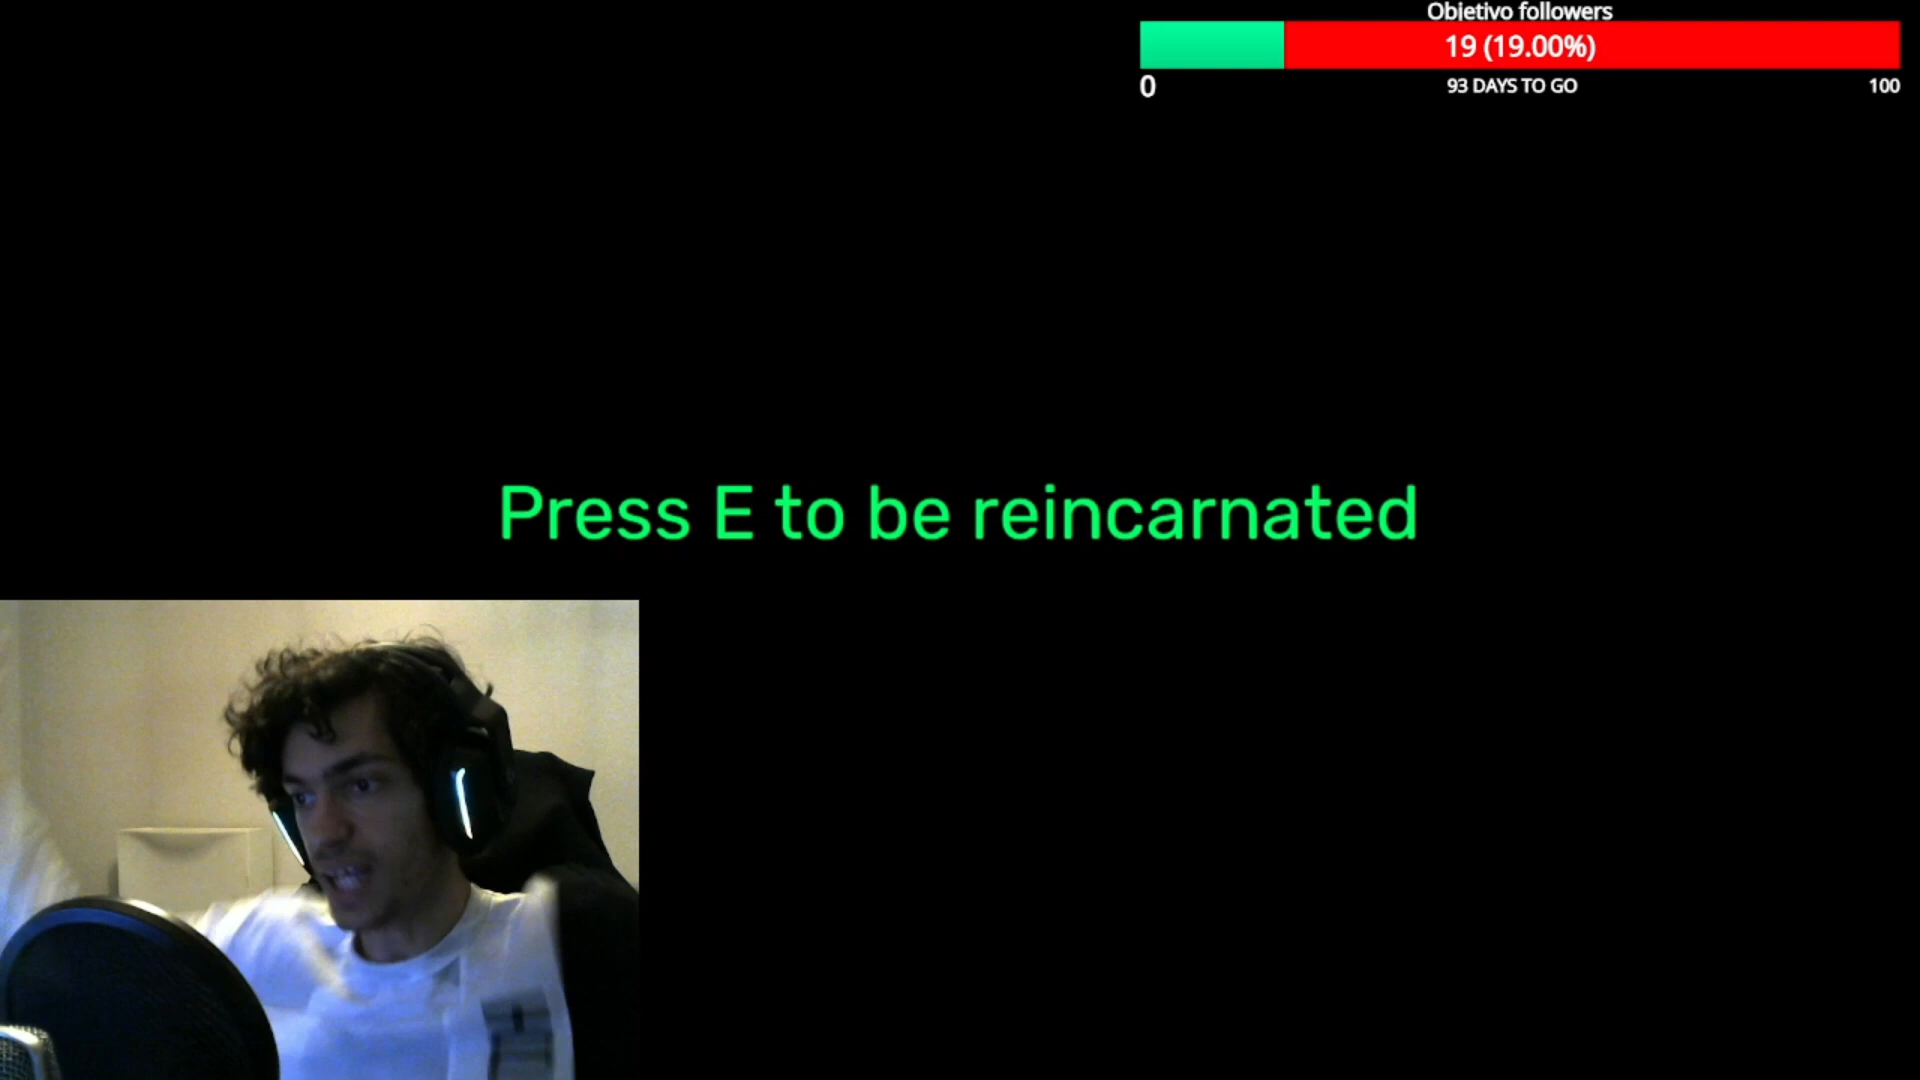 Objetivo followers
19 (19.00%)
0
93 DAYS TO GO
100
Press E to be reincarnated